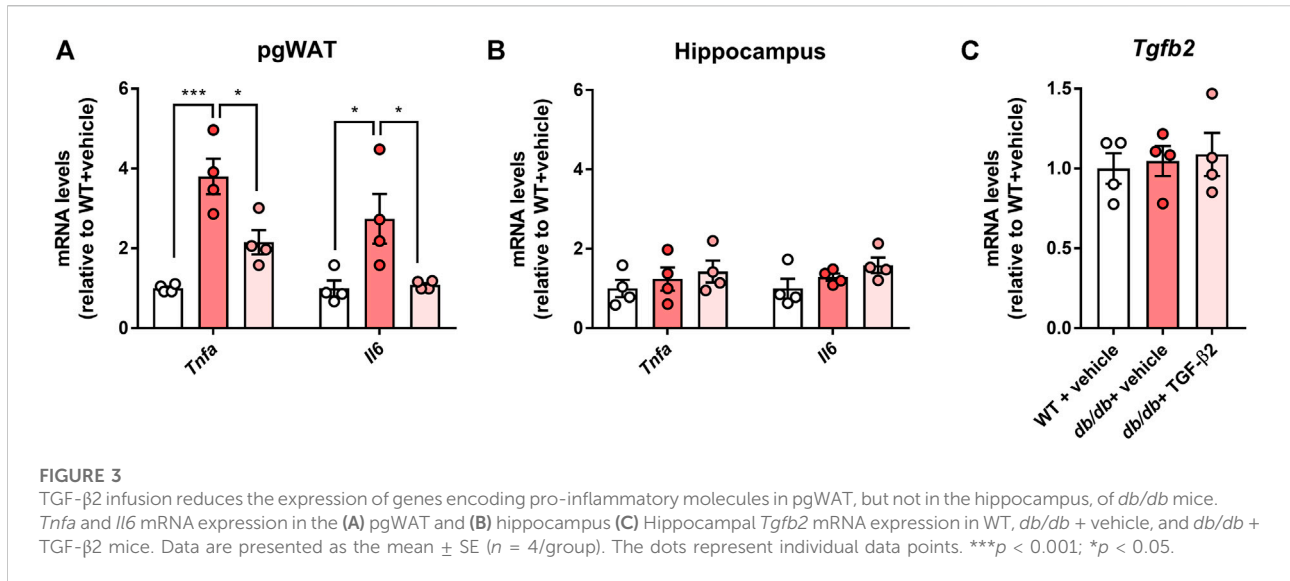 A
pgWAT
mRNA levels
(relative to WT+vehicle)
6
4
2
0
***
*
*
*
Tnfa
Il6
B
Hippocampus
mRNA levels
(relative to WT+vehicle)
6
4
2
0
Tnfa
Il6
C
Tgfb2
mRNA levels
(relative to WT+vehicle)
1.5
1.0
0.5
0.0
WT + vehicle
db/db+ vehicle
db/db+ TGF-β2
FIGURE 3
TGF-β2 infusion reduces the expression of genes encoding pro-inflammatory molecules in pgWAT, but not in the hippocampus, of db/db mice.
Tnfa and Il6 mRNA expression in the (A) pgWAT and (B) hippocampus (C) Hippocampal Tgfb2 mRNA expression in WT, db/db + vehicle, and db/db +
TGF-β2 mice. Data are presented as the mean ± SE (n = 4/group). The dots represent individual data points. ***p < 0.001; *p < 0.05.